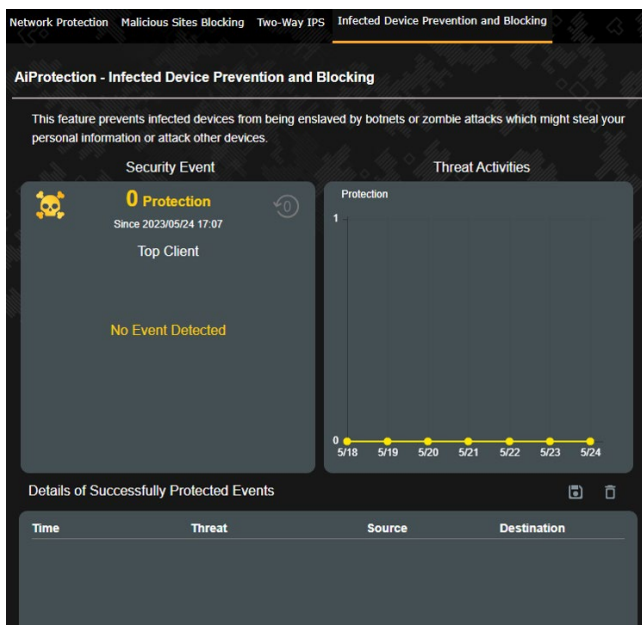 Network Protection Malicious Sites Blocking Two-Way IPS Infected Device Prevention and Blocking
AiProtection - Infected Device Prevention and Blocking
This feature prevents infected devices from being enslaved by botnets or zombie attacks which might steal your
personal information or attack other devices.
Security Event
0 Protection
0
Since 2023/05/24 17:07
Top Client
No Event Detected
Threat Activities
Protection
1
0
5/18 5/19 5/20 5/21 5/22 5/23 5/24
Details of Successfully Protected Events
Time Threat Source Destination